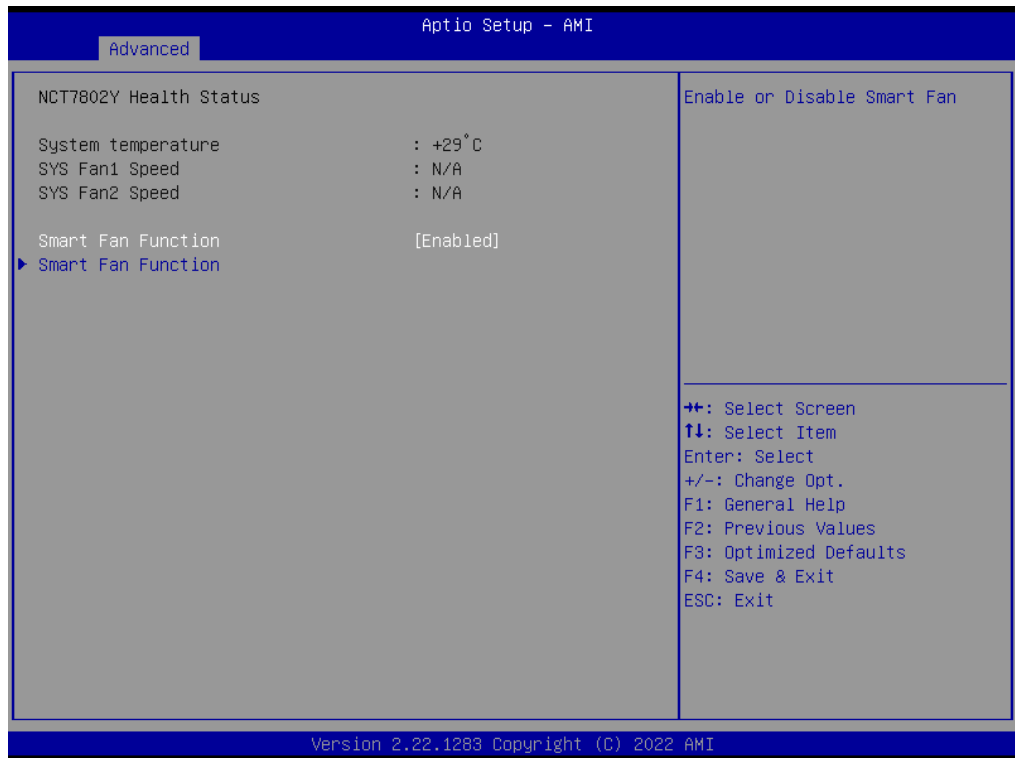 Aptio Setup – AMI
Advanced
NCT7802Y Health Status
System temperature : +29°C
SYS Fan1 Speed : N/A
SYS Fan2 Speed : N/A
Smart Fan Function [Enabled]
Smart Fan Function
Enable or Disable Smart Fan
→←: Select Screen
↑↓: Select Item
Enter: Select
+/-: Change Opt.
F1: General Help
F2: Previous Values
F3: Optimized Defaults
F4: Save & Exit
ESC: Exit
Version 2.22.1283 Copyright (C) 2022 AMI